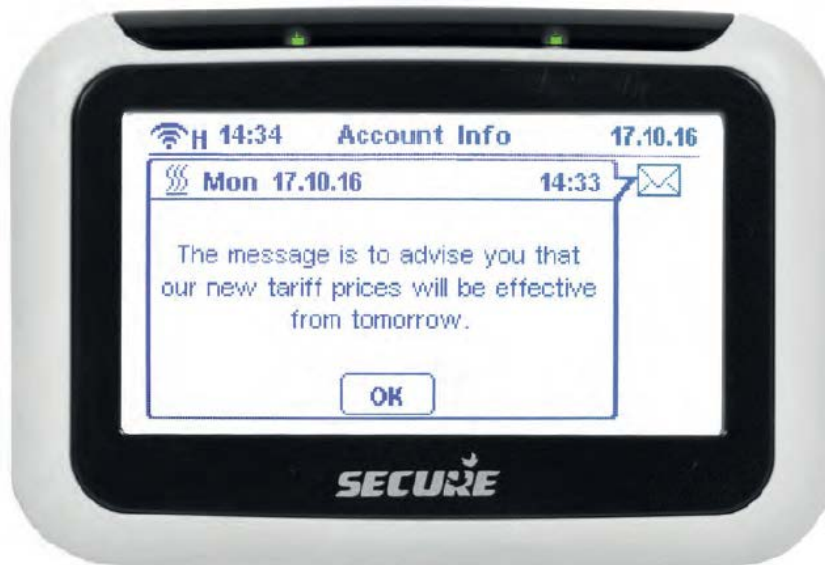 H 14:34 Account Info 17.10.16
Mon 17.10.16 14:33
The message is to advise you that
our new tariff prices will be effective
from tomorrow.
OK
SECURE